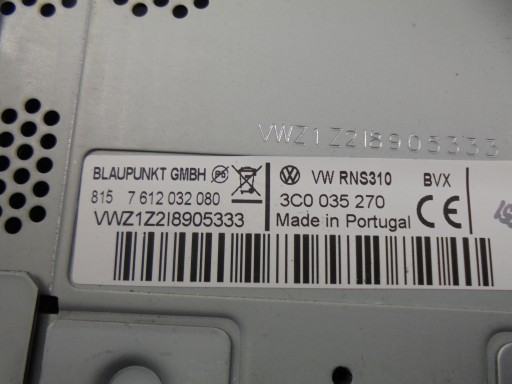 VWZ1Z2I8905333
BLAUPUNKT GMBH Pb VW RNS310 BVX
815 7 612 032 080 3C0 035 270
VWZ1Z2I8905333 Made in Portugal CE